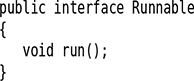 public interface Runnable
{
    void run();
}